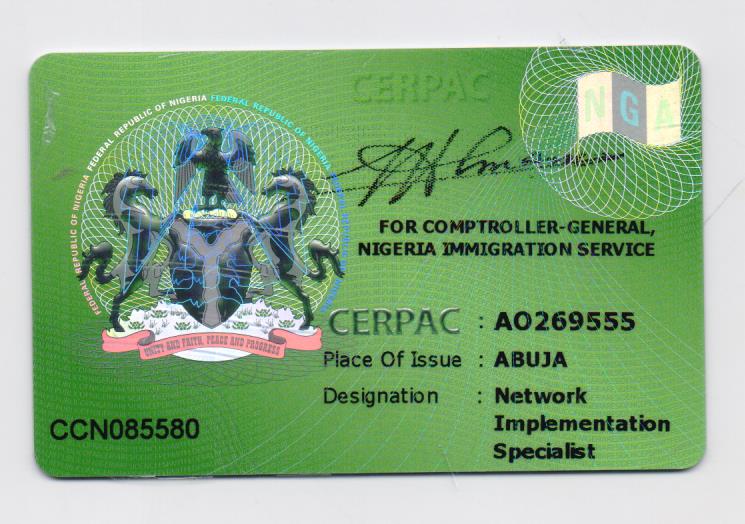 CERPAC
NGA
FEDERAL REPUBLIC OF NIGERIA FEDERAL REPUBLIC OF NIGERIA FEDERAL REPUBLIC OF NIGERIA
FOR COMPTROLLER-GENERAL,
NIGERIA IMMIGRATION SERVICE
CERPAC : AO269555
UNITY AND FAITH, PEACE AND PROGRESS
Place Of Issue : ABUJA
Designation : Network
Implementation
Specialist
CCN085580